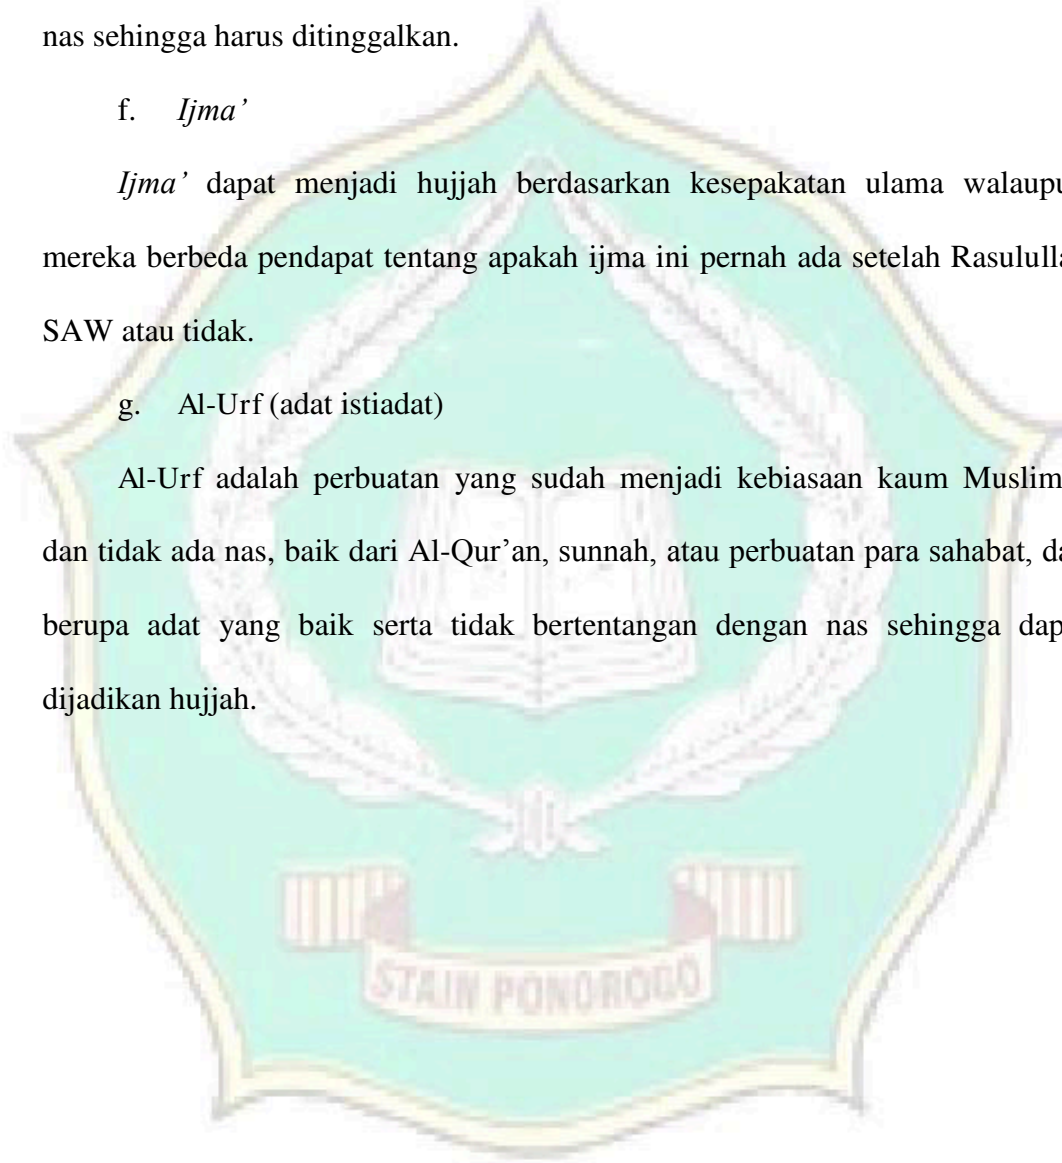 nas sehingga harus ditinggalkan.
f. Ijma’
Ijma’ dapat menjadi hujjah berdasarkan kesepakatan ulama walaupu
mereka berbeda pendapat tentang apakah ijma ini pernah ada setelah Rasululla
SAW atau tidak.
g. Al-Urf (adat istiadat)
Al-Urf adalah perbuatan yang sudah menjadi kebiasaan kaum Muslim
dan tidak ada nas, baik dari Al-Qur’an, sunnah, atau perbuatan para sahabat, da
berupa adat yang baik serta tidak bertentangan dengan nas sehingga dap
dijadikan hujjah.
STAIN PONOROGO